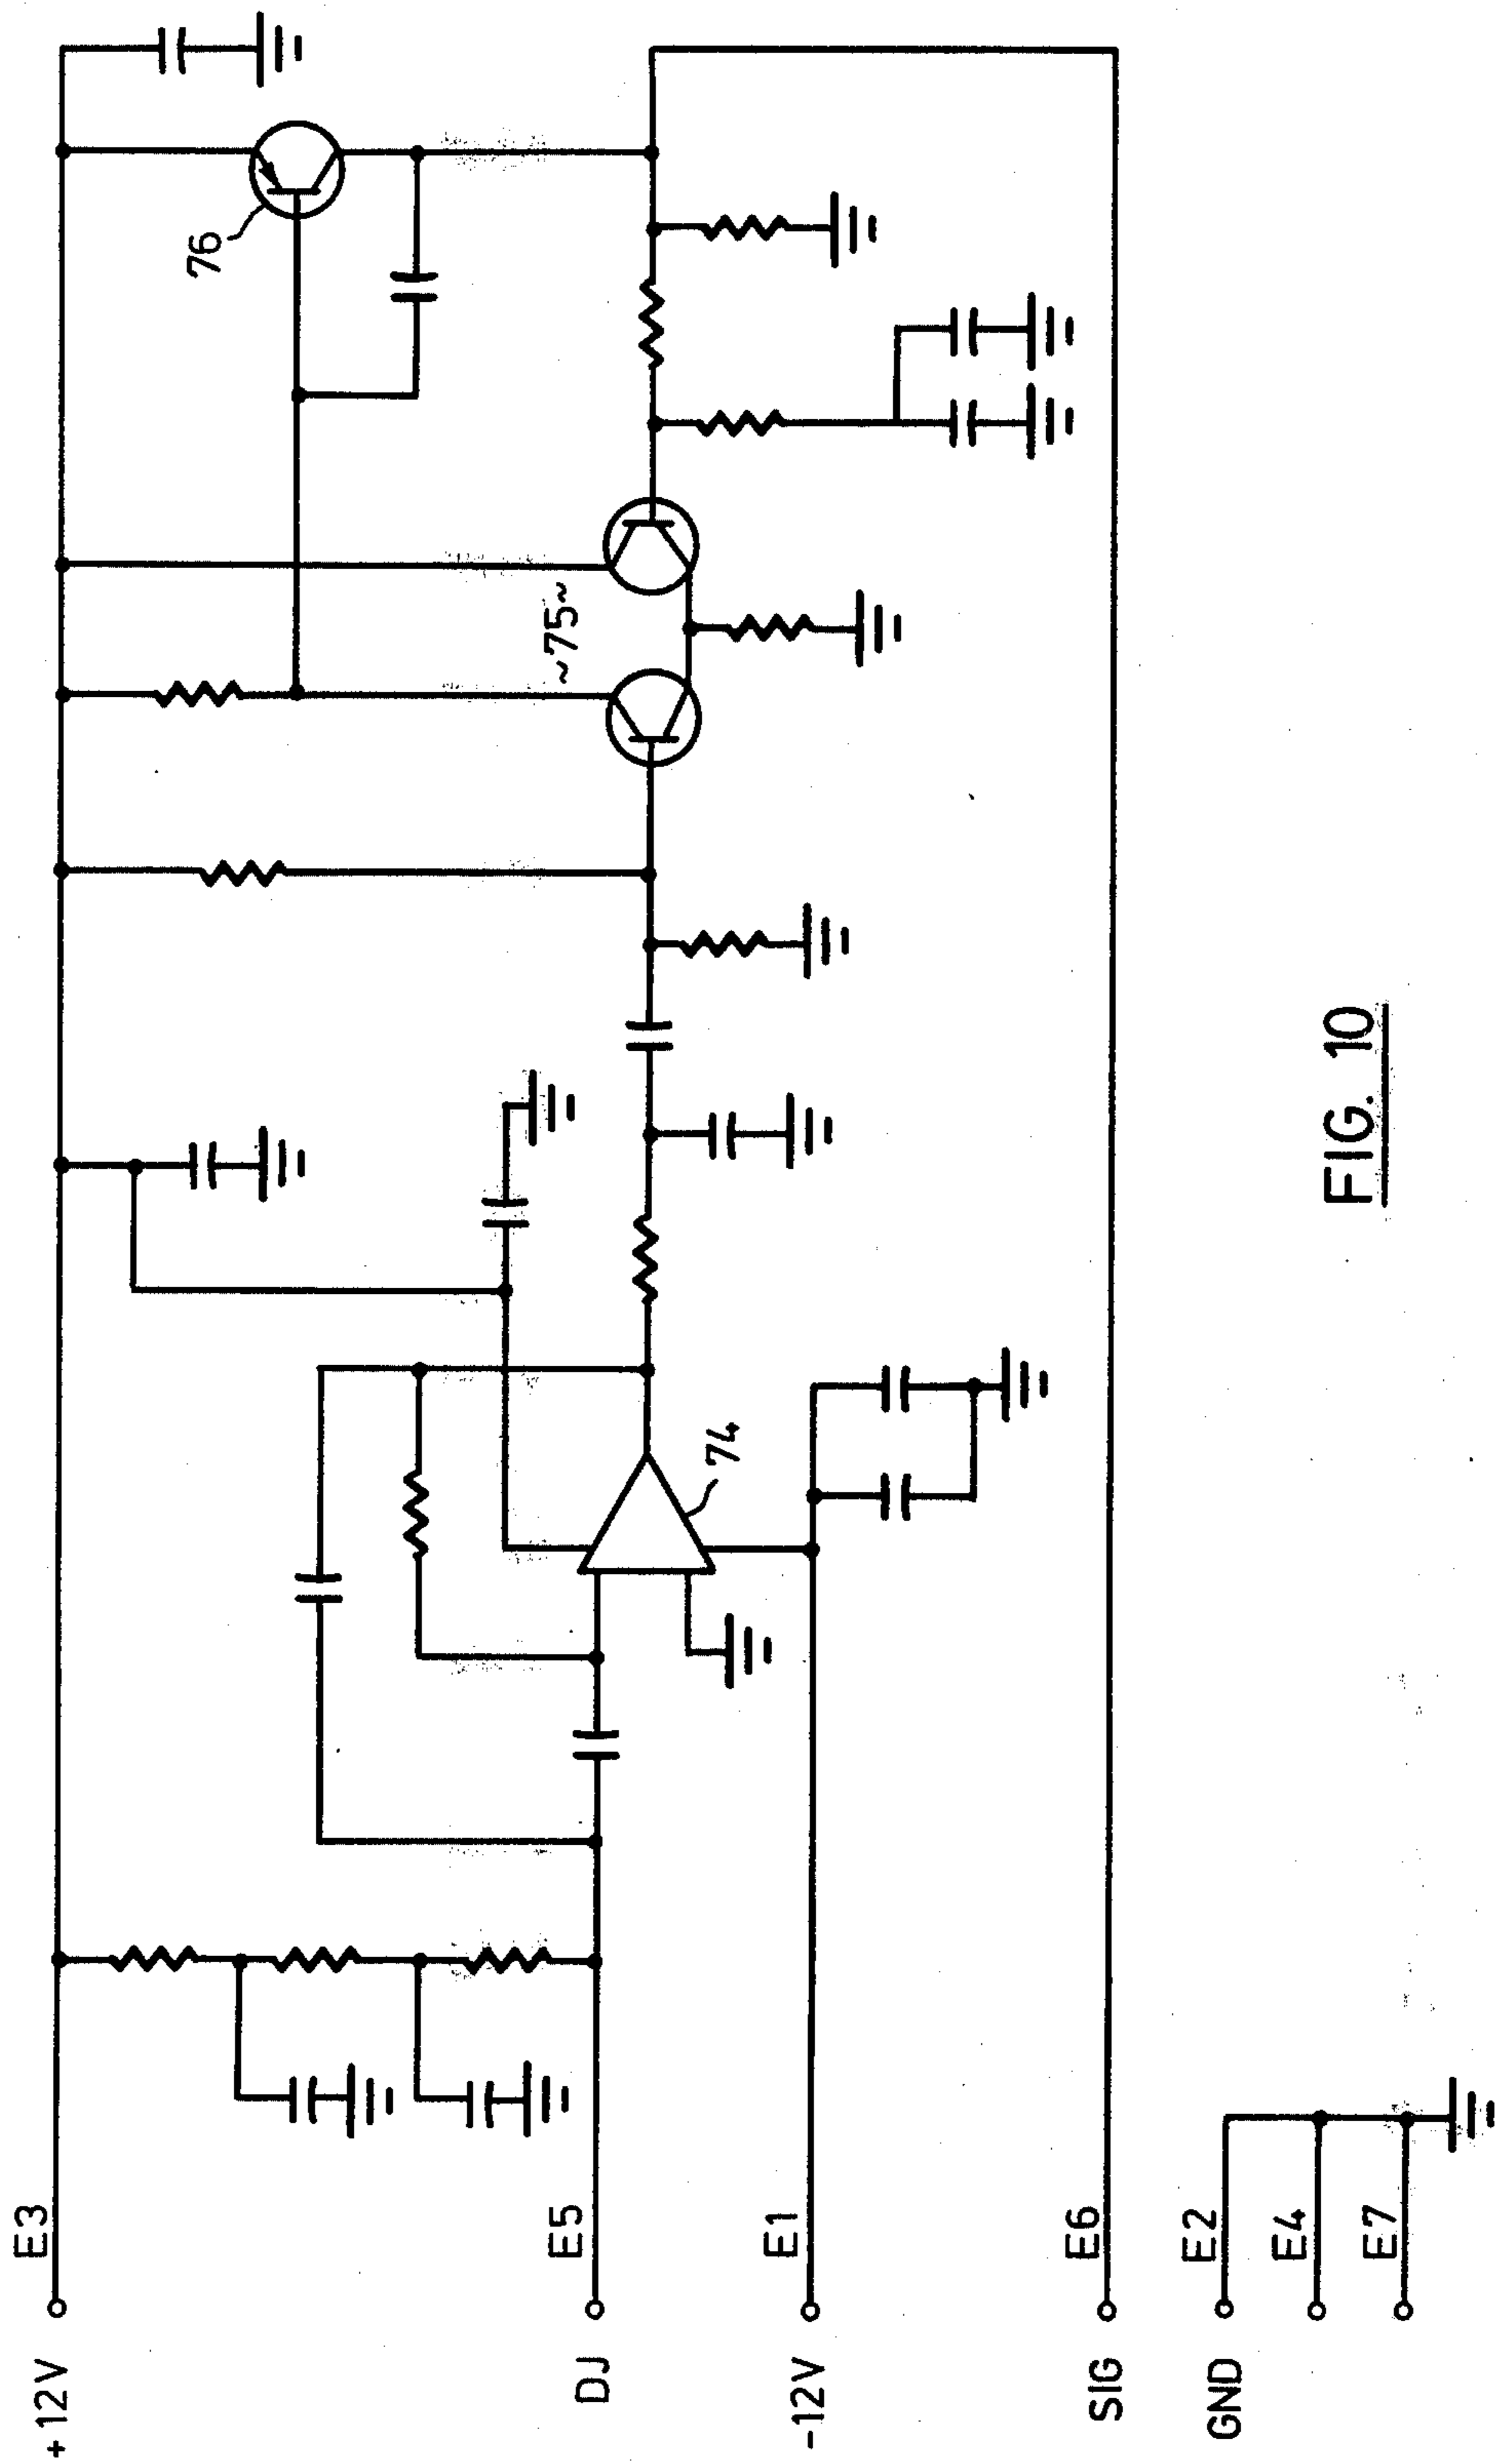 +12V E3
DJ E5
-12V E1
SIG E6
GND E2
E4
E7
74
~75~
76
FIG. 10